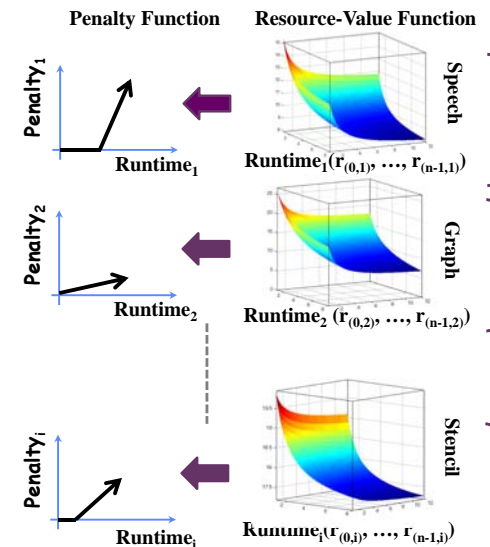 Penalty Function Resource-Value Function
Penalty1
Runtime1
Speech
Runtime1(r(0,1), …, r(n-1,1))
Penalty2
Runtime2
Graph
Runtime2 (r(0,2), …, r(n-1,2))
Penaltyi
Runtimei
Stencil
Runtimei(r(0,i), …, r(n-1,i))